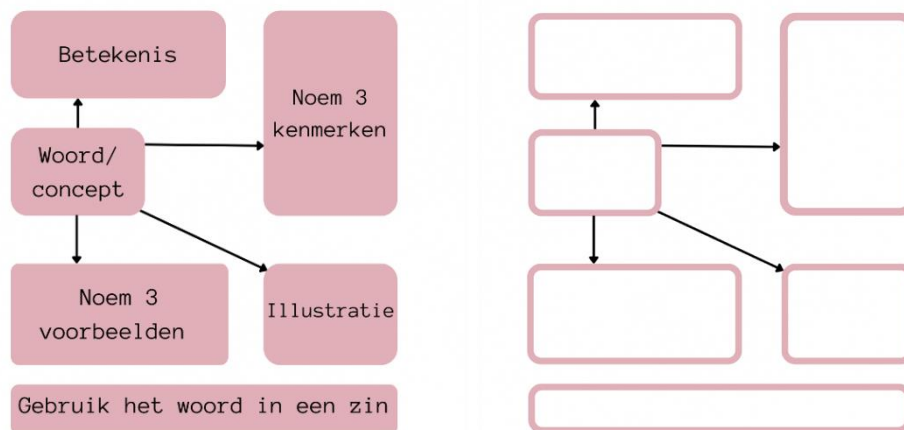 Betekenis
Noem 3
kenmerken
Woord/
concept
Noem 3
voorbeelden
Illustratie
Gebruik het woord in een zin